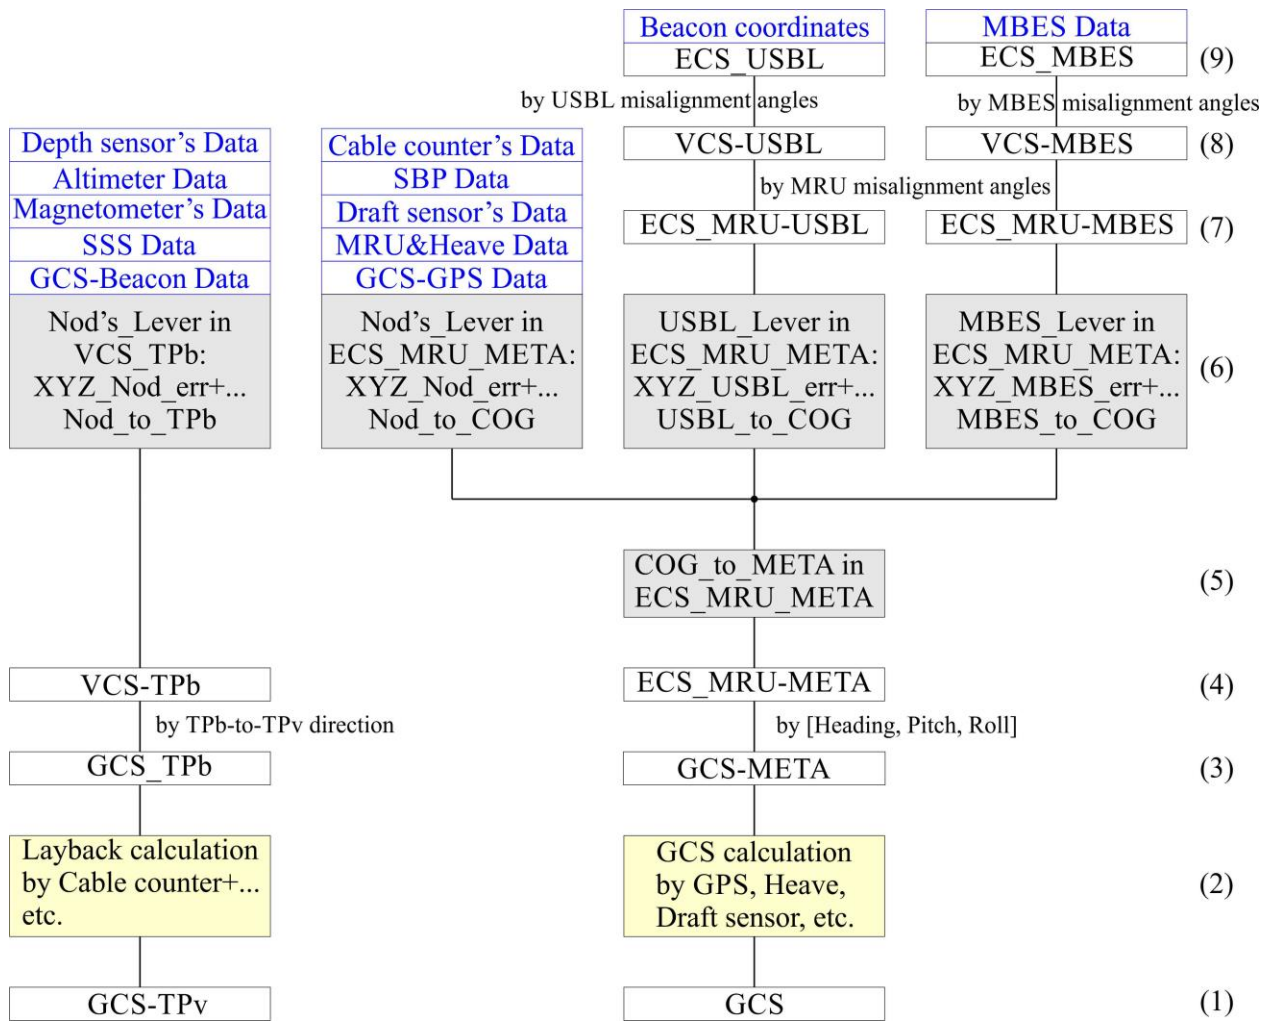 Beacon coordinates
MBES Data
ECS_USBL
ECS_MBES
(9)
by USBL misalignment angles
by MBES misalignment angles
Depth sensor's Data
Cable counter's Data
VCS-USBL
VCS-MBES
(8)
Altimeter Data
SBP Data
by MRU misalignment angles
Magnetometer's Data
Draft sensor's Data
ECS_MRU-USBL
ECS_MRU-MBES
(7)
SSS Data
MRU&Heave Data
GCS-Beacon Data
GCS-GPS Data
Nod's_Lever in
VCS_TPb:
XYZ_Nod_err+...
Nod_to_TPb
Nod's_Lever in
ECS_MRU_META:
XYZ_Nod_err+...
Nod_to_COG
USBL_Lever in
ECS_MRU_META:
XYZ_USBL_err+...
USBL_to_COG
MBES_Lever in
ECS_MRU_META:
XYZ_MBES_err+...
MBES_to_COG
(6)
COG_to_META in
ECS_MRU_META
(5)
VCS-TPb
ECS_MRU-META
(4)
by TPb-to-TPv direction
by [Heading, Pitch, Roll]
GCS_TPb
GCS-META
(3)
Layback calculation
by Cable counter+...
etc.
GCS calculation
by GPS, Heave,
Draft sensor, etc.
(2)
GCS-TPv
GCS
(1)